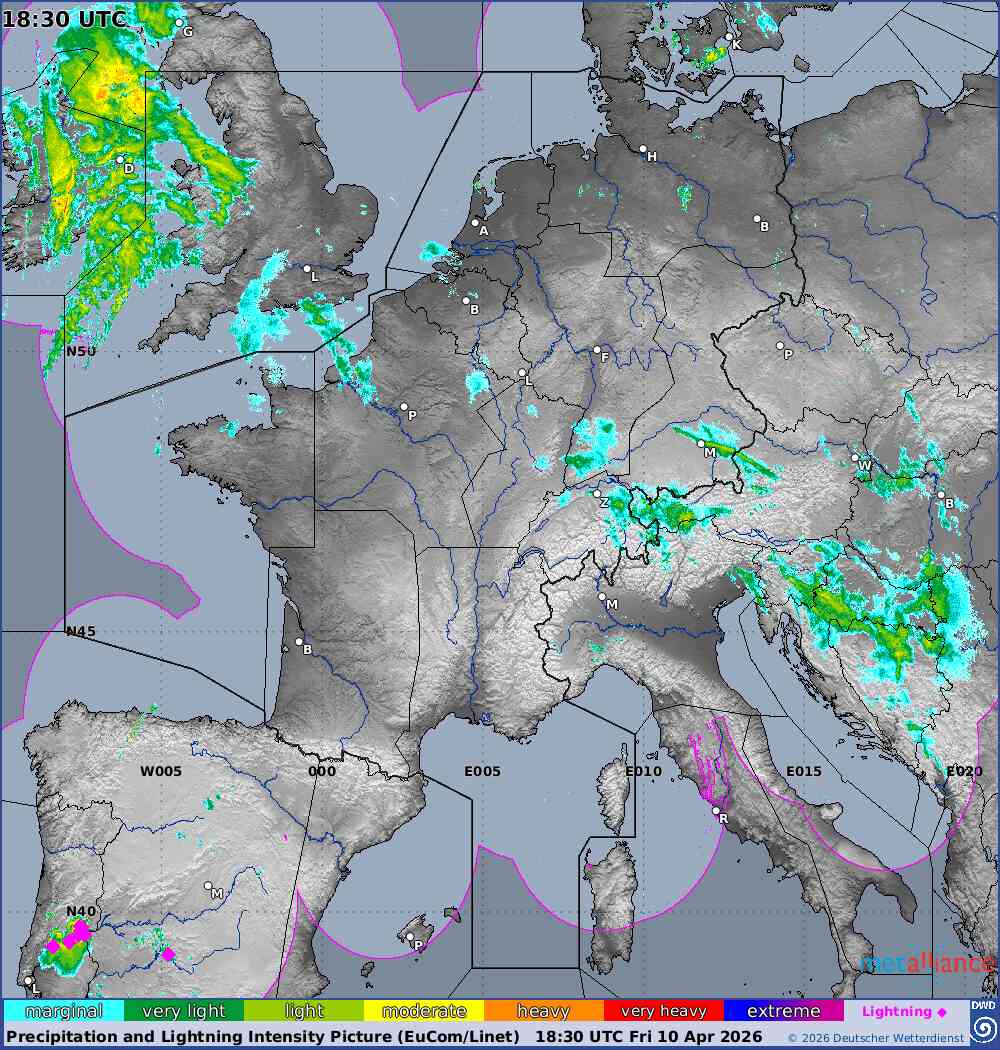 18:30 UTC
G
K
D
H
A
B
L
B
N50
F
P
L
P
M
W
Z
B
M
N45
B
W005
000
E005
E010
E015
E020
R
M
N40
P
L
metalliance
marginal very light light moderate heavy very heavy extreme Lightning ◆
DWD
Precipitation and Lightning Intensity Picture (EuCom/Linet) 18:30 UTC Fri 10 Apr 2026 © 2026 Deutscher Wetterdienst